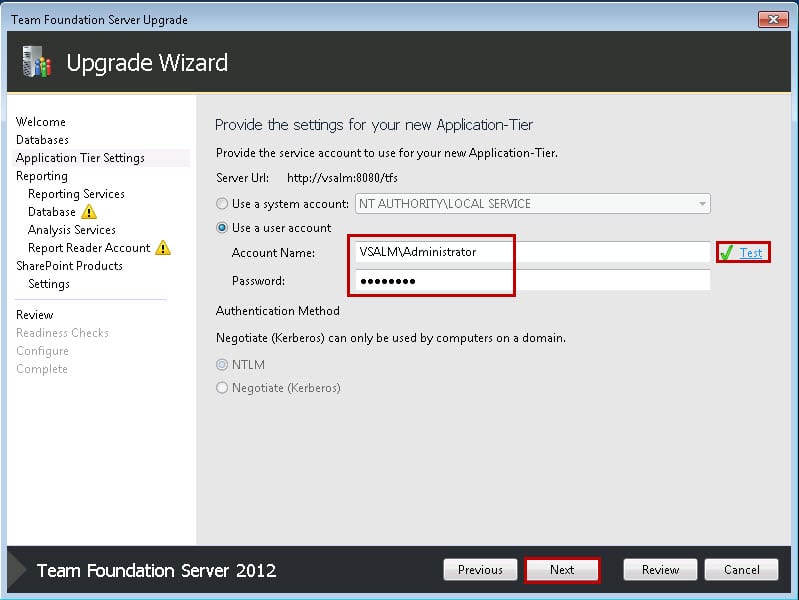 Team Foundation Server Upgrade
Upgrade Wizard
Welcome
Databases
Application Tier Settings
Reporting
Reporting Services
Database
Analysis Services
Report Reader Account
SharePoint Products
Settings
Review
Readiness Checks
Configure
Complete
Provide the settings for your new Application-Tier
Provide the service account to use for your new Application-Tier.
Server Url: http://vsalm:8080/tfs
Use a system account: NT AUTHORITY\LOCAL SERVICE
Use a user account
Account Name: VSALM\Administrator Test
Password: ●●●●●●●●
Authentication Method
Negotiate (Kerberos) can only be used by computers on a domain.
NTLM
Negotiate (Kerberos)
Team Foundation Server 2012
Previous Next Review Cancel